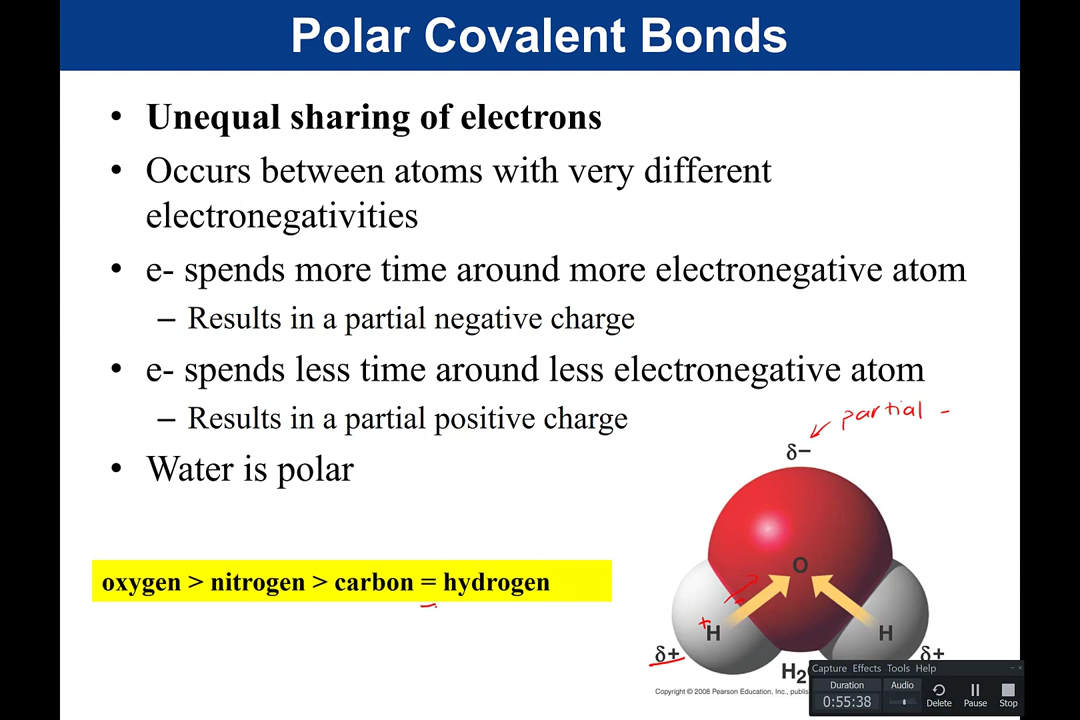 Polar Covalent Bonds
• Unequal sharing of electrons
• Occurs between atoms with very different
electronegativities
• e- spends more time around more electronegative atom
– Results in a partial negative charge
• e- spends less time around less electronegative atom
– Results in a partial positive charge
partial -
δ−
• Water is polar
O
oxygen > nitrogen > carbon = hydrogen
+
H
H
δ+
δ+
H2
Copyright © 2008 Pearson Education, Inc.,
Capture Effects Tools Help
Duration
Audio
0:55:38
Delete
Pause
Stop